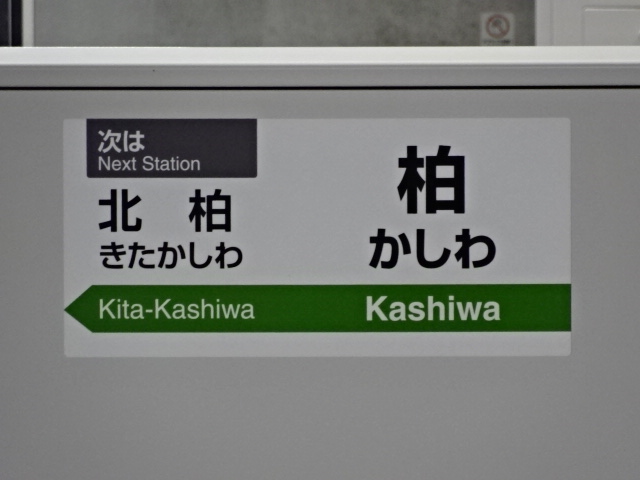 次は
Next Station
北 柏
きたかしわ
Kita-Kashiwa
柏
かしわ
Kashiwa